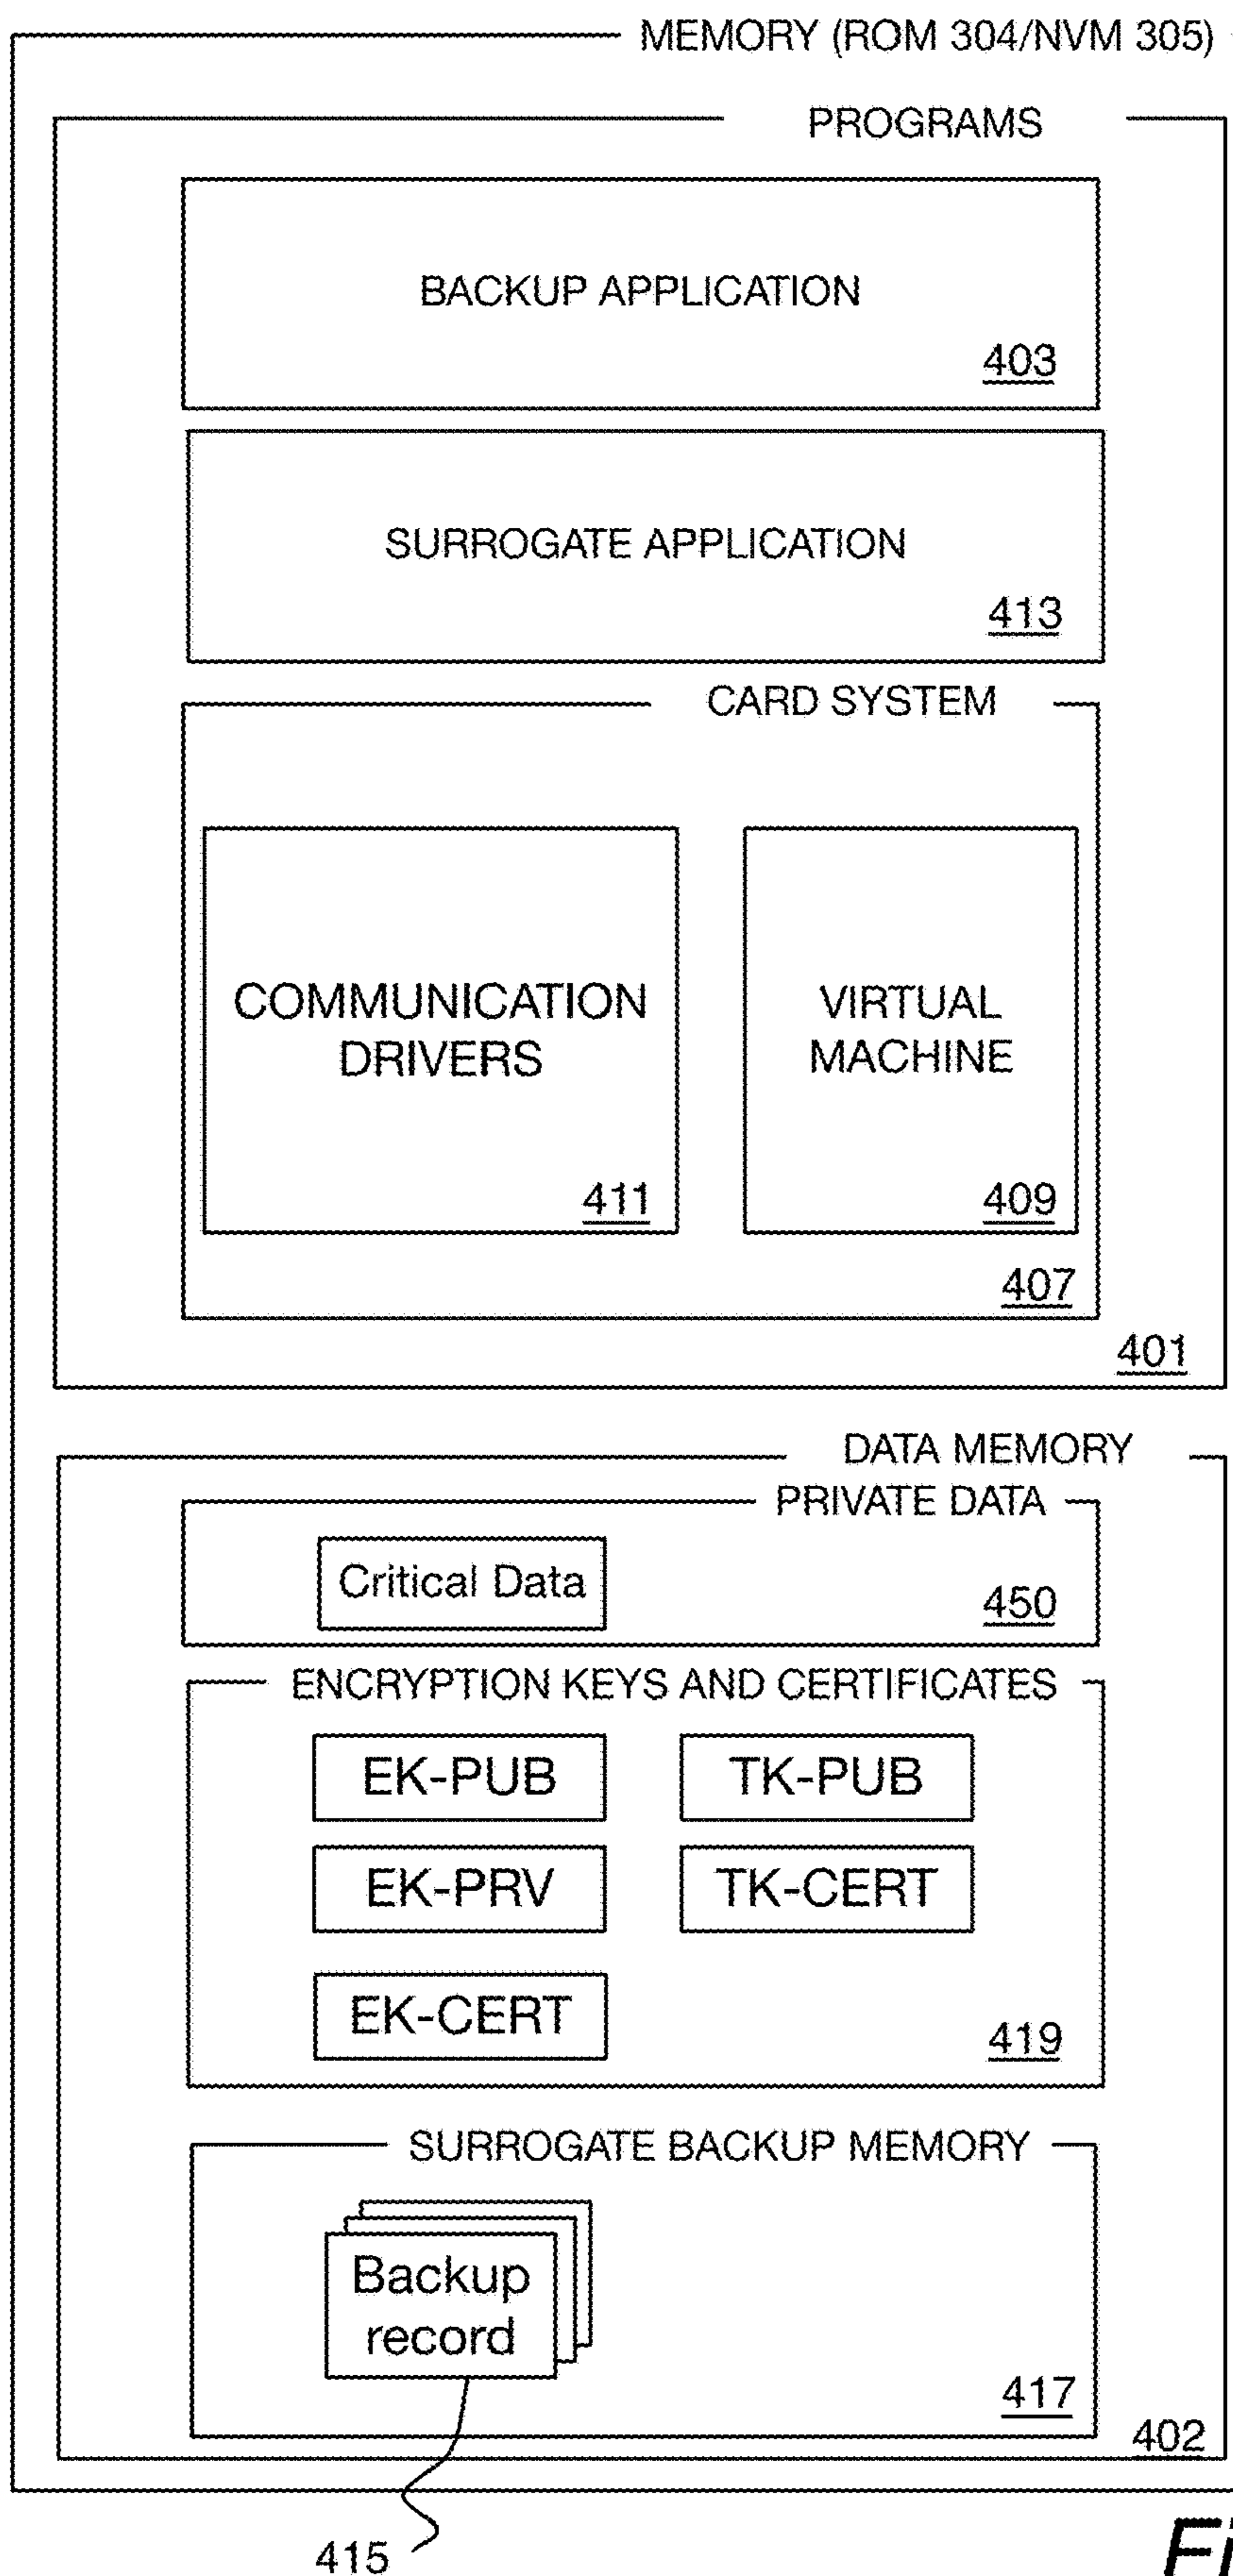 MEMORY (ROM 304/NVM 305)
PROGRAMS
BACKUP APPLICATION
403
SURROGATE APPLICATION
413
CARD SYSTEM
COMMUNICATION
DRIVERS
411
VIRTUAL
MACHINE
409
407
401
DATA MEMORY
PRIVATE DATA
Critical Data
450
ENCRYPTION KEYS AND CERTIFICATES
EK-PUB
TK-PUB
EK-PRV
TK-CERT
EK-CERT
419
SURROGATE BACKUP MEMORY
Backup
record
417
402
415